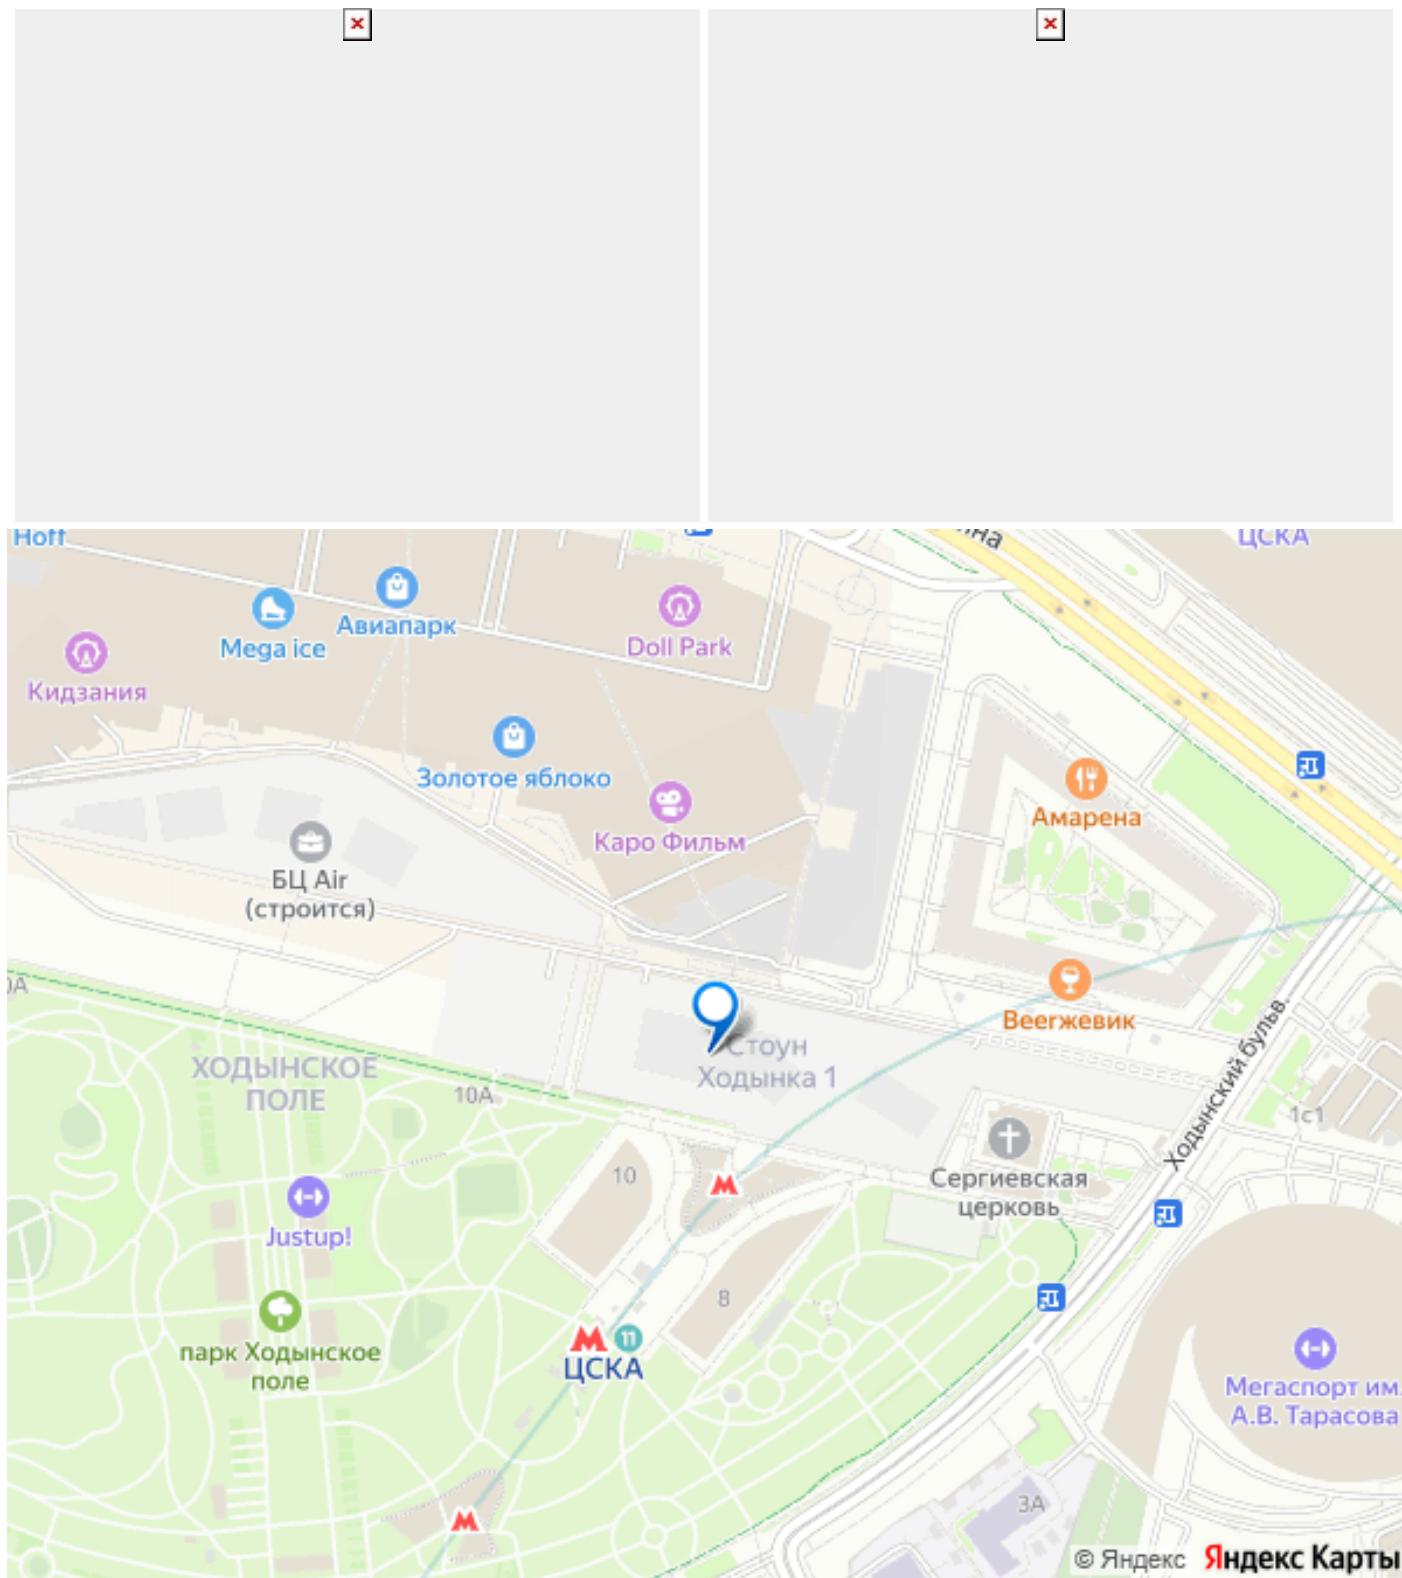 Hoff
ЦСКА
Авиапарк
Mega ice
Doll Park
Кидзания
Золотое яблоко
Амарена
Каро Фильм
БЦ Air
(строится)
Веержевик
Стоун
Ходынка 1
ХОДЫНСКОЕ
ПОЛЕ
10А
Ходынский бульв.
1с1
10
Сергиевская
церковь
Justup!
8
11
ЦСКА
парк Ходынское
поле
Мегаспорт им.
А.В. Тарасова
3А
© Яндекс Яндекс Карты